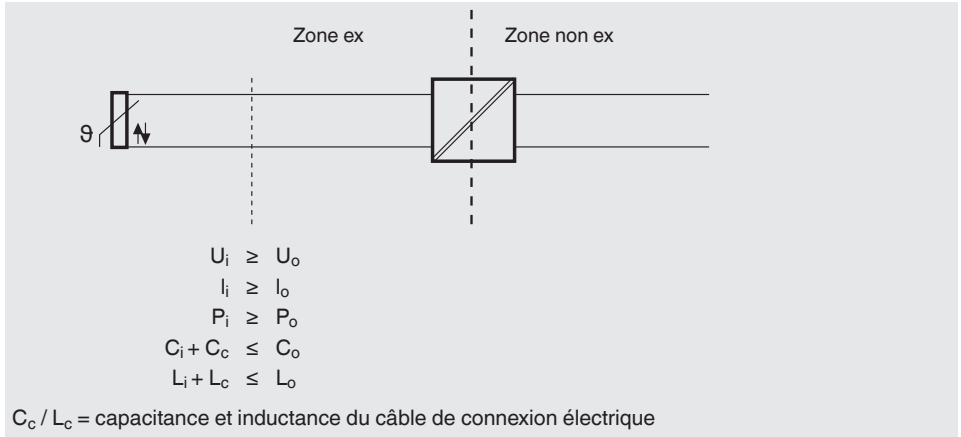 Zone ex Zone non ex
ϑ
Uᵢ ≥ Uₒ
Iᵢ ≥ Iₒ
Pᵢ ≥ Pₒ
Cᵢ + C꜀ ≤ Cₒ
Lᵢ + L꜀ ≤ Lₒ
C꜀ / L꜀ = capacitance et inductance du câble de connexion électrique